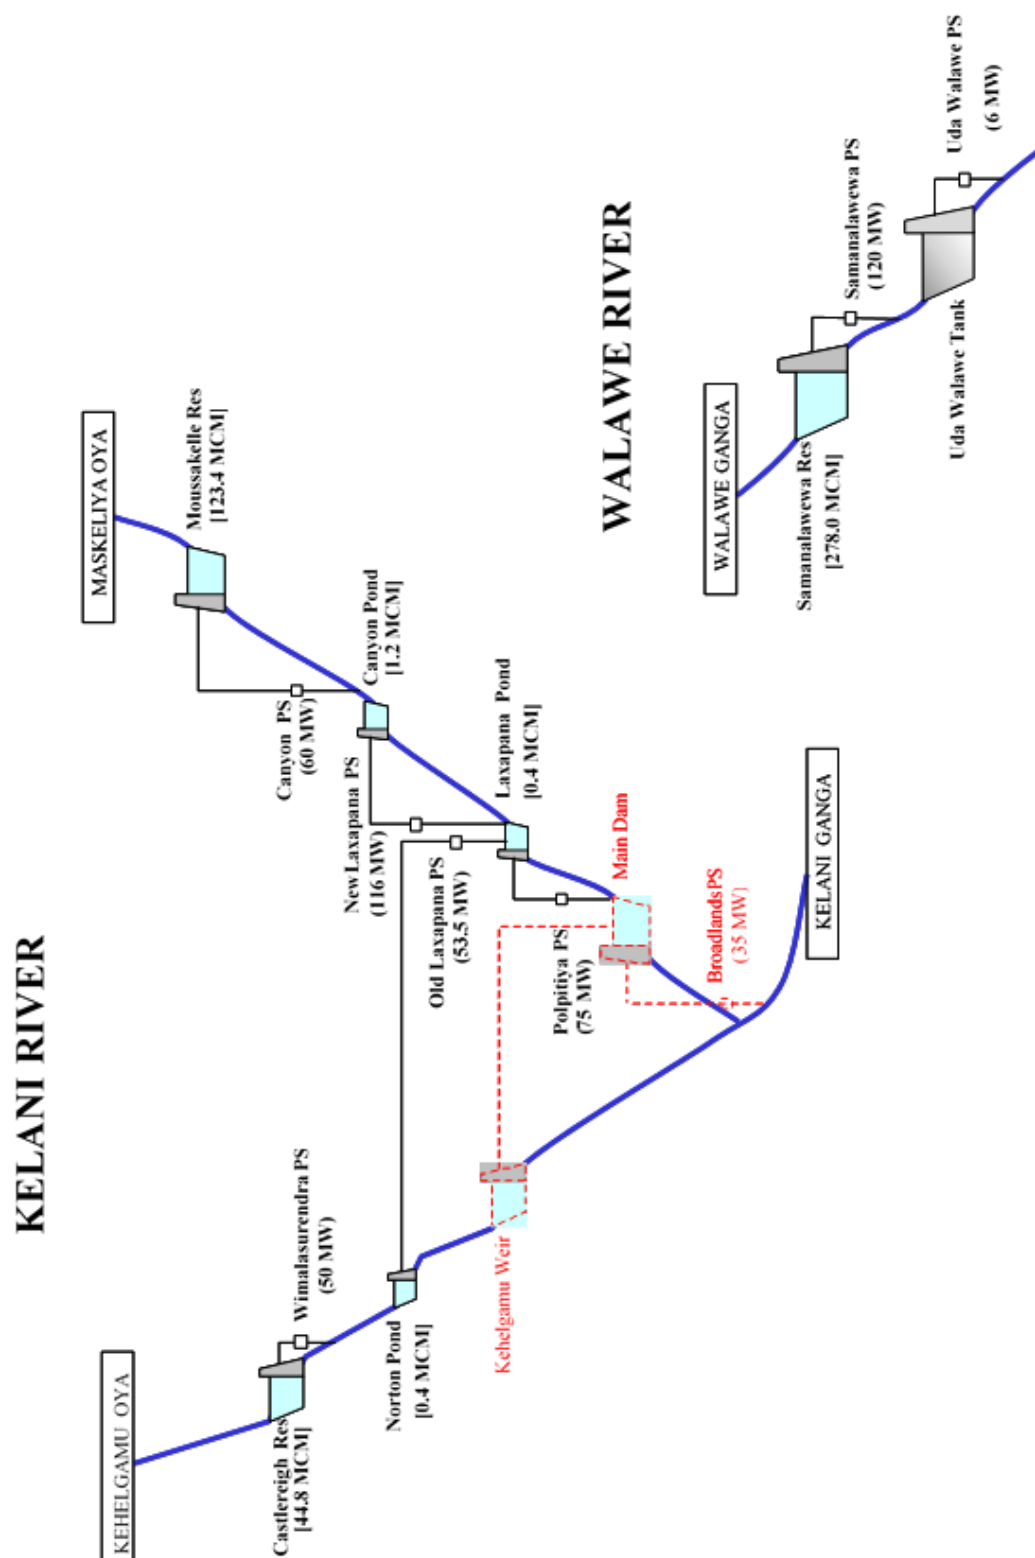 KELANI RIVER
KEHELGAMU OYA
Castlereigh Res
[44.8 MCM]
Wimalasurendra PS
(50 MW)
Norton Pond
[0.4 MCM]
Kehelgamu Weir
MASKELIYA OYA
Moussakelle Res
[123.4 MCM]
Canyon PS
(60 MW)
Canyon Pond
[1.2 MCM]
New Laxapana PS
(116 MW)
Old Laxapana PS
(53.5 MW)
Laxapana Pond
[0.4 MCM]
Polpitiya PS
(75 MW)
Main Dam
BroadlandsPS
(35 MW)
KELANI GANGA
WALAWE RIVER
WALAWE GANGA
Samanalawewa Res
[278.0 MCM]
Samanalawewa PS
(120 MW)
Uda Walawe Tank
Uda Walawe PS
(6 MW)